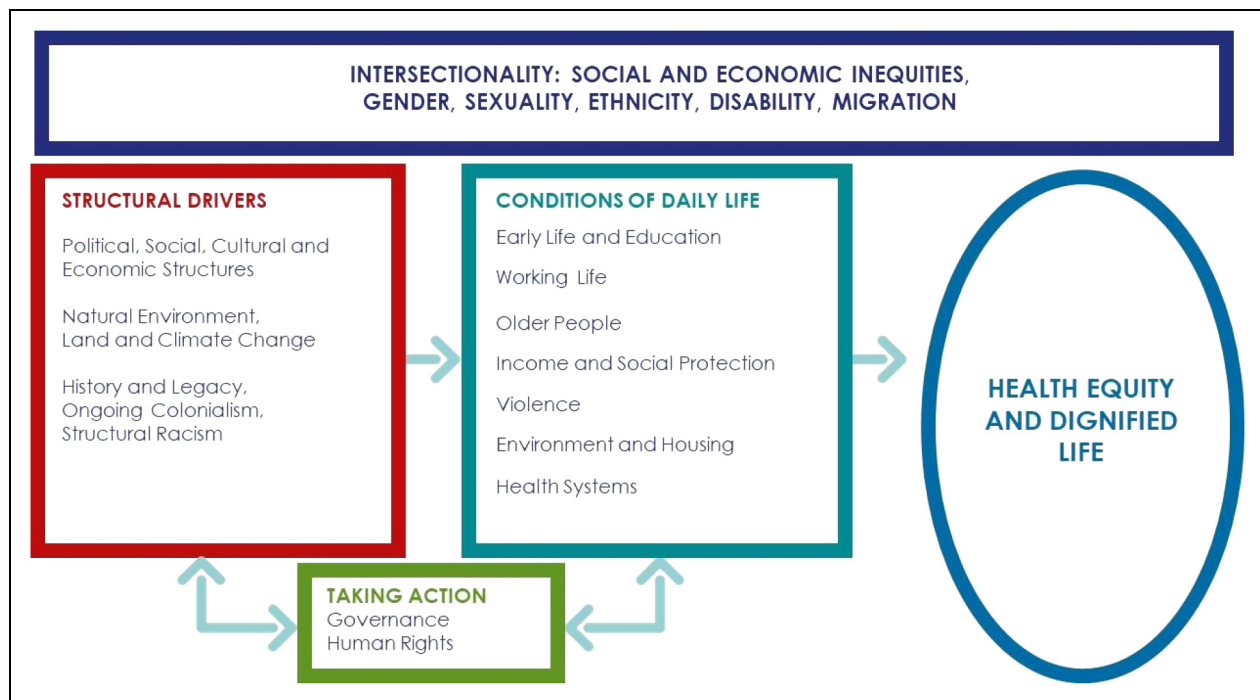 INTERSECTIONALITY: SOCIAL AND ECONOMIC INEQUITIES,
GENDER, SEXUALITY, ETHNICITY, DISABILITY, MIGRATION
STRUCTURAL DRIVERS
Political, Social, Cultural and
Economic Structures
Natural Environment,
Land and Climate Change
History and Legacy,
Ongoing Colonialism,
Structural Racism
CONDITIONS OF DAILY LIFE
Early Life and Education
Working Life
Older People
Income and Social Protection
Violence
Environment and Housing
Health Systems
HEALTH EQUITY
AND DIGNIFIED
LIFE
TAKING ACTION
Governance
Human Rights